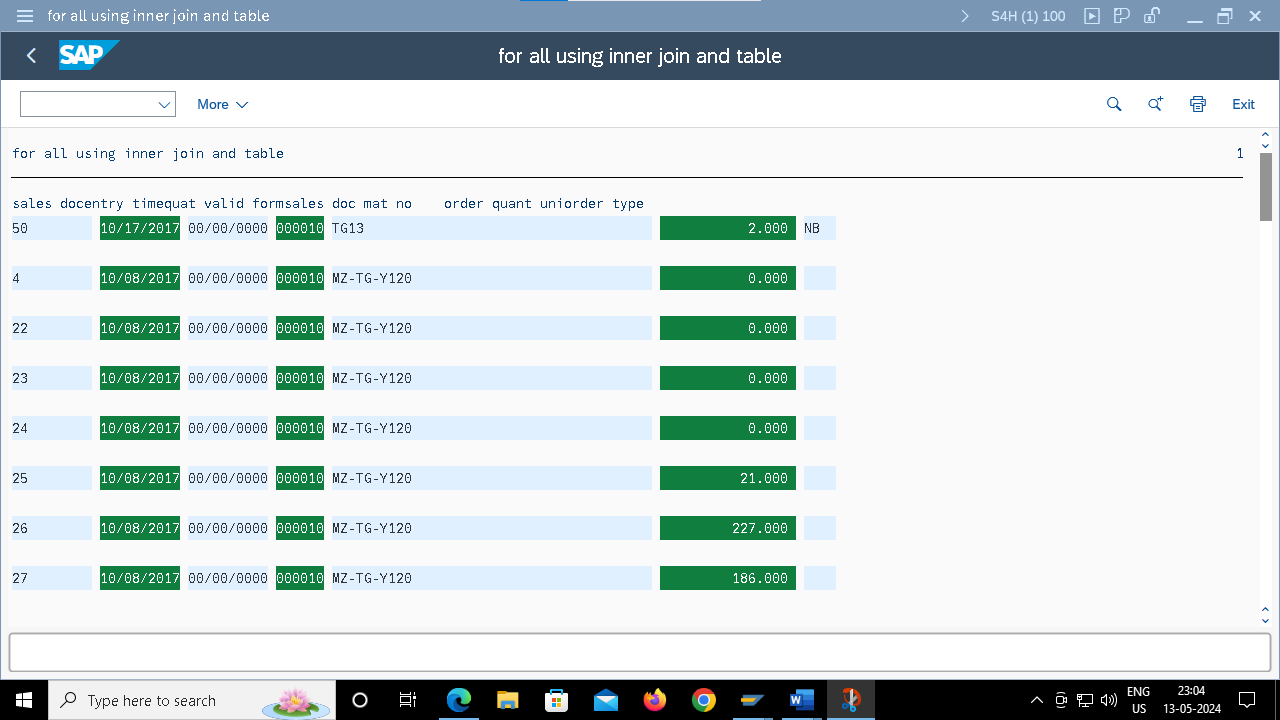 for all using inner join and table S4H (1) 100
SAP for all using inner join and table
More Exit
for all using inner join and table 1
sales docentry timequat valid formsales doc mat no order quant uniorder type
50 10/17/2017 00/00/0000 000010 TG13 2.000 NB
4 10/08/2017 00/00/0000 000010 MZ-TG-Y120 0.000
22 10/08/2017 00/00/0000 000010 MZ-TG-Y120 0.000
23 10/08/2017 00/00/0000 000010 MZ-TG-Y120 0.000
24 10/08/2017 00/00/0000 000010 MZ-TG-Y120 0.000
25 10/08/2017 00/00/0000 000010 MZ-TG-Y120 21.000
26 10/08/2017 00/00/0000 000010 MZ-TG-Y120 227.000
27 10/08/2017 00/00/0000 000010 MZ-TG-Y120 186.000
Type here to search
ENG 23:04
US 13-05-2024